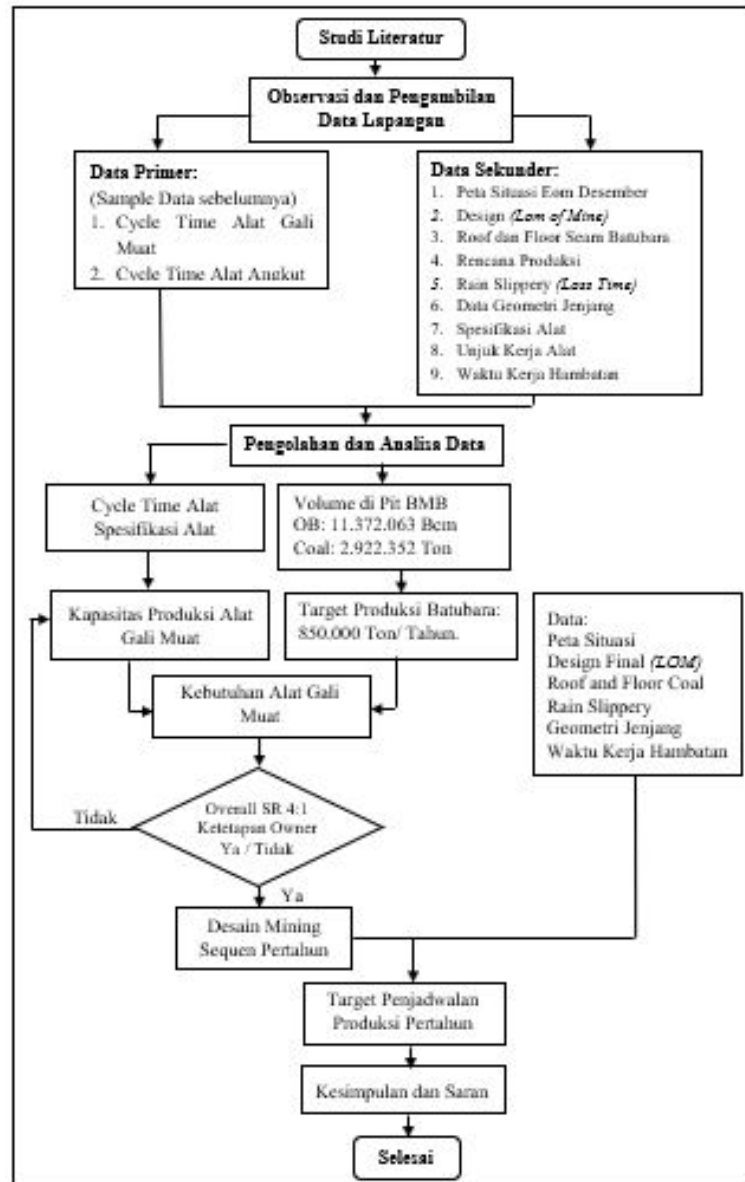 Studi Literatur
Observasi dan Pengambilan
Data Lapangan
Data Primer:
(Sample Data sebelumnya)
1. Cycle Time Alat Gali
Muat
2. Cycle Time Alat Angkut
Data Sekunder:
1. Peta Situasi Eom Desember
2. Design (Lom of Mine)
3. Roof dan Floor Seam Batubara
4. Rencana Produksi
5. Rain Slippery (Loss Time)
6. Data Geometri Jenjang
7. Spesifikasi Alat
8. Unjuk Kerja Alat
9. Waktu Kerja Hambatan
Pengolahan dan Analisa Data
Cycle Time Alat
Spesifikasi Alat
Volume di Pit BMB
OB: 11.372.063 Bcm
Coal: 2.922.352 Ton
Kapasitas Produksi Alat
Gali Muat
Target Produksi Batubara:
850.000 Ton/ Tahun.
Data:
Peta Situasi
Design Final (LOM)
Roof and Floor Coal
Rain Slippery
Geometri Jenjang
Waktu Kerja Hambatan
Kebutuhan Alat Gali
Muat
Tidak
Overall SR 4:1
Ketetapan Owner
Ya / Tidak
Ya
Desain Mining
Sequen Pertahun
Target Penjadwalan
Produksi Pertahun
Kesimpulan dan Saran
Selesai